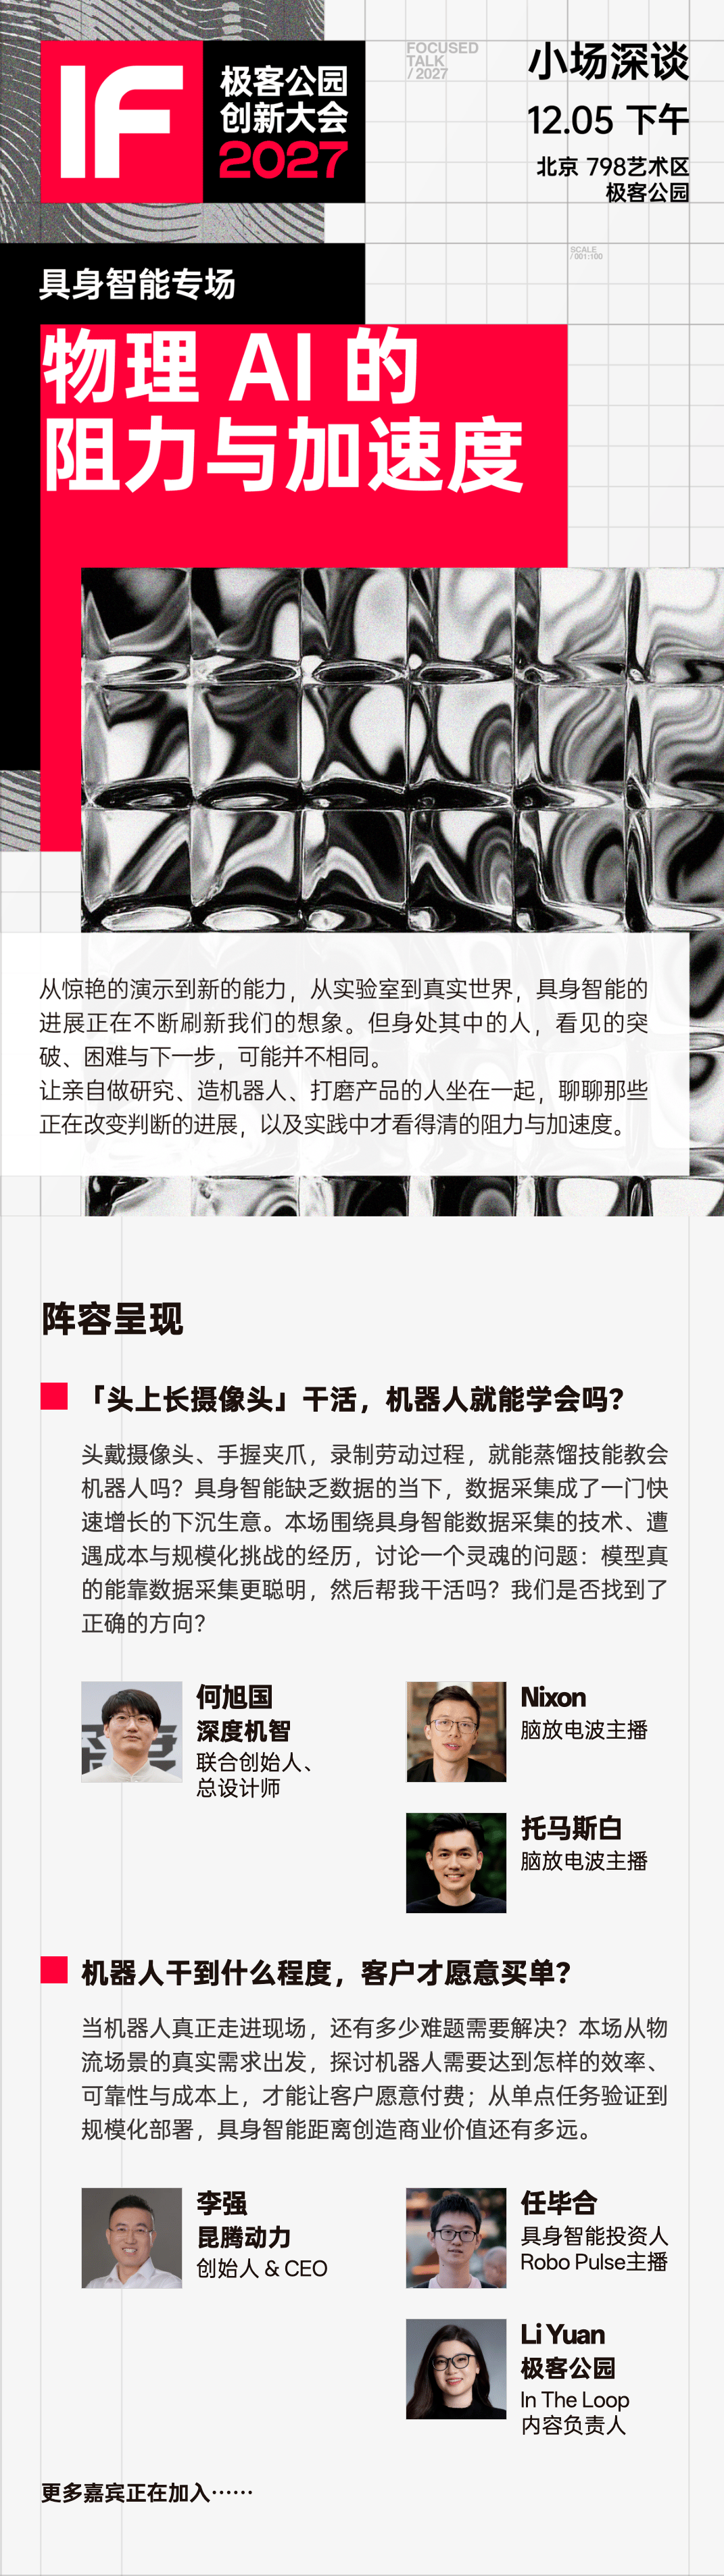 IF
极客公园
创新大会
2027
FOCUSED
TALK
/ 2027
小场深谈
12.05 下午
北京 798艺术区
极客公园
SCALE
/ 001:100
具身智能专场
物理 AI 的
阻力与加速度
从惊艳的演示到新的能力，从实验室到真实世界，具身智能的
进展正在不断刷新我们的想象。但身处其中的人，看见的突
破、困难与下一步，可能并不相同。
让亲自做研究、造机器人、打磨产品的人坐在一起，聊聊那些
正在改变判断的进展，以及实践中才看得清的阻力与加速度。
阵容呈现
「头上长摄像头」干活，机器人就能学会吗？
头戴摄像头、手握夹爪，录制劳动过程，就能蒸馏技能教会
机器人吗？具身智能缺乏数据的当下，数据采集成了一门快
速增长的下沉生意。本场围绕具身智能数据采集的技术、遭
遇成本与规模化挑战的经历，讨论一个灵魂的问题：模型真
的能靠数据采集更聪明，然后帮我干活吗？我们是否找到了
正确的方向？
何旭国
深度机智
联合创始人、
总设计师
Nixon
脑放电波主播
托马斯白
脑放电波主播
机器人干到什么程度，客户才愿意买单？
当机器人真正走进现场，还有多少难题需要解决？本场从物
流场景的真实需求出发，探讨机器人需要达到怎样的效率、
可靠性与成本上，才能让客户愿意付费；从单点任务验证到
规模化部署，具身智能距离创造商业价值还有多远。
李强
昆腾动力
创始人 & CEO
任毕合
具身智能投资人
Robo Pulse主播
Li Yuan
极客公园
In The Loop
内容负责人
更多嘉宾正在加入······